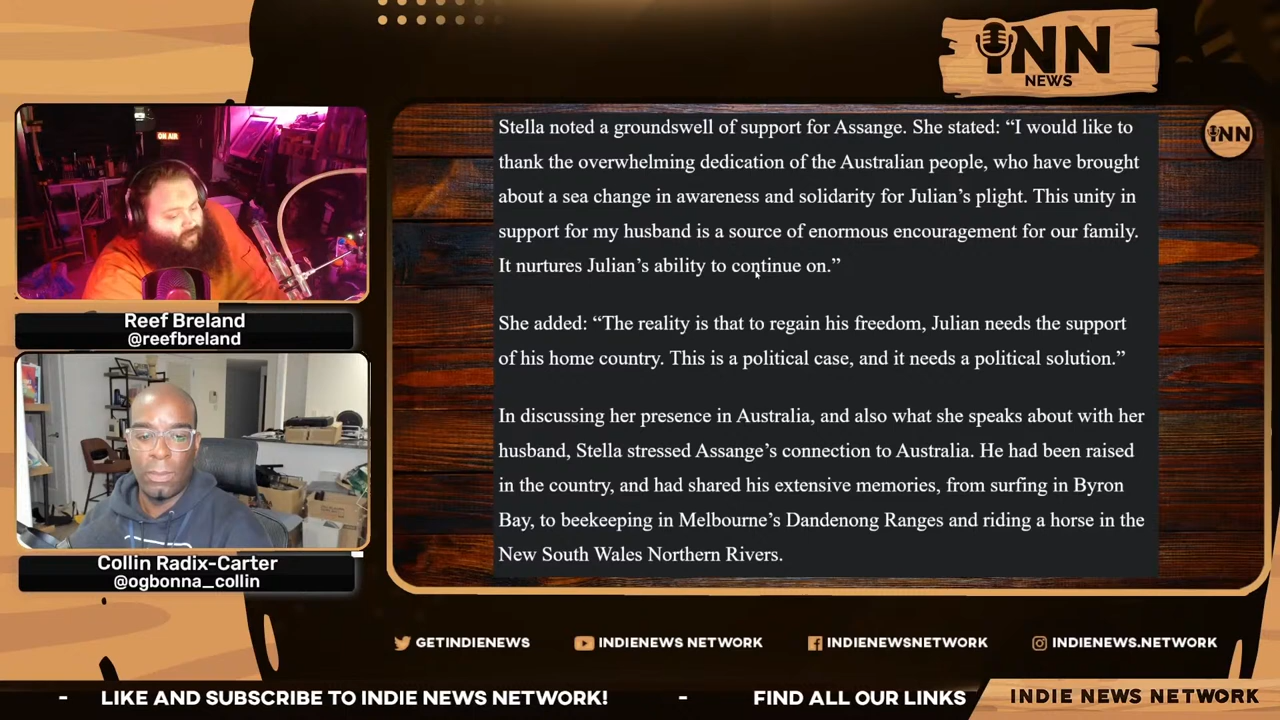 INN
NEWS
ON AIR
INN
Stella noted a groundswell of support for Assange. She stated: “I would like to
thank the overwhelming dedication of the Australian people, who have brought
about a sea change in awareness and solidarity for Julian’s plight. This unity in
support for my husband is a source of enormous encouragement for our family.
It nurtures Julian’s ability to continue on.”
She added: “The reality is that to regain his freedom, Julian needs the support
of his home country. This is a political case, and it needs a political solution.”
In discussing her presence in Australia, and also what she speaks about with her
husband, Stella stressed Assange’s connection to Australia. He had been raised
in the country, and had shared his extensive memories, from surfing in Byron
Bay, to beekeeping in Melbourne’s Dandenong Ranges and riding a horse in the
New South Wales Northern Rivers.
Reef Breland
@reefbreland
Collin Radix-Carter
@ogbonna_collin
GETINDIENEWS
INDIENEWS NETWORK
INDIENEWSNETWORK
INDIENEWS.NETWORK
- LIKE AND SUBSCRIBE TO INDIE NEWS NETWORK! - FIND ALL OUR LINKS
INDIE NEWS NETWORK